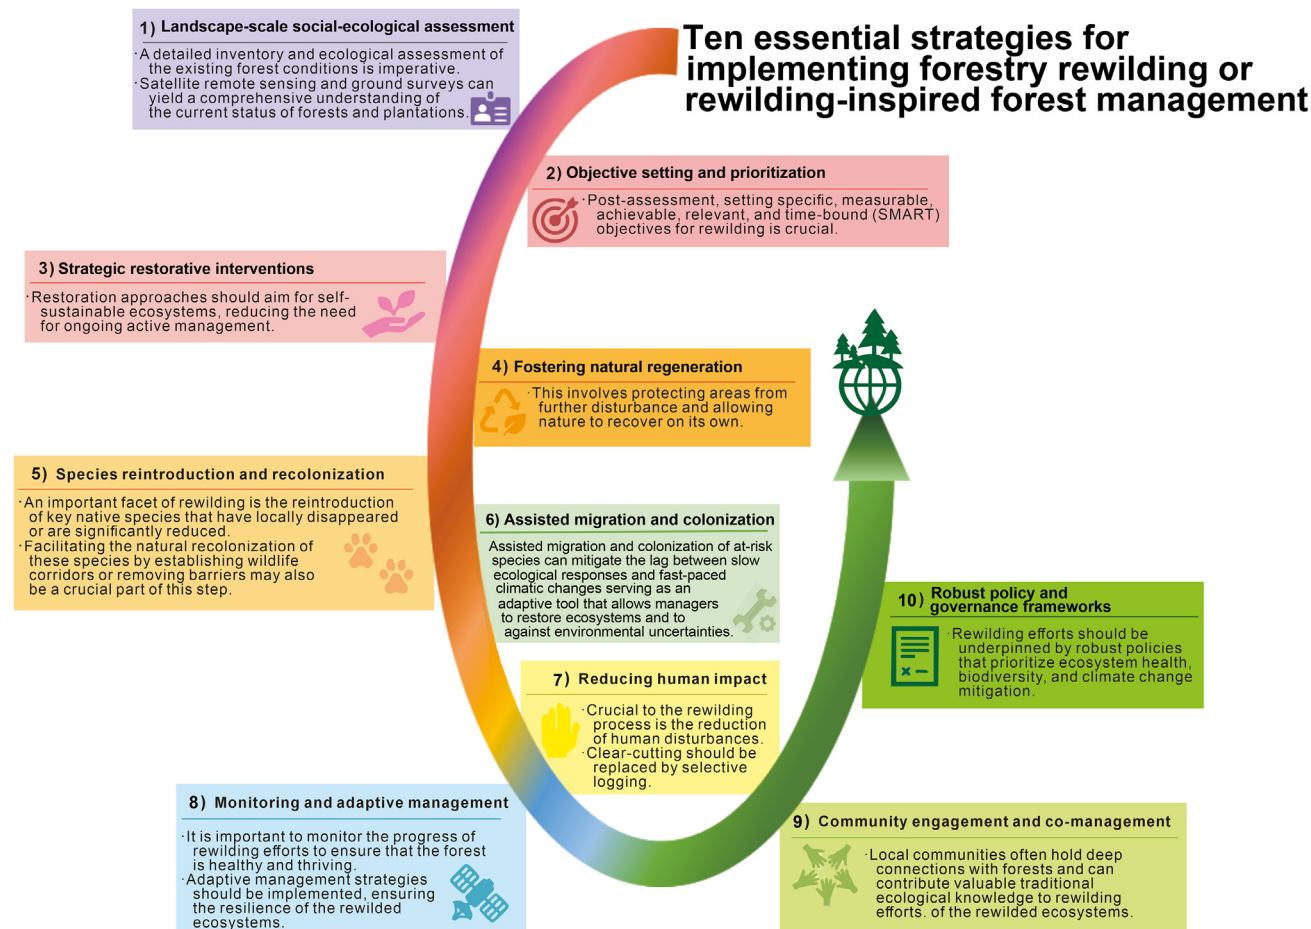 Ten essential strategies for
implementing forestry rewilding or
rewilding-inspired forest management
1) Landscape-scale social-ecological assessment
·A detailed inventory and ecological assessment of
the existing forest conditions is imperative.
·Satellite remote sensing and ground surveys can
yield a comprehensive understanding of
the current status of forests and plantations.
2) Objective setting and prioritization
·Post-assessment, setting specific, measurable,
achievable, relevant, and time-bound (SMART)
objectives for rewilding is crucial.
3) Strategic restorative interventions
·Restoration approaches should aim for self-
sustainable ecosystems, reducing the need
for ongoing active management.
4) Fostering natural regeneration
·This involves protecting areas from
further disturbance and allowing
nature to recover on its own.
5) Species reintroduction and recolonization
·An important facet of rewilding is the reintroduction
of key native species that have locally disappeared
or are significantly reduced.
·Facilitating the natural recolonization of
these species by establishing wildlife
corridors or removing barriers may also
be a crucial part of this step.
6) Assisted migration and colonization
Assisted migration and colonization of at-risk
species can mitigate the lag between slow
ecological responses and fast-paced
climatic changes serving as an
adaptive tool that allows managers
to restore ecosystems and to
against environmental uncertainties.
7) Reducing human impact
·Crucial to the rewilding
process is the reduction
of human disturbances.
·Clear-cutting should be
replaced by selective
logging.
8) Monitoring and adaptive management
·It is important to monitor the progress of
rewilding efforts to ensure that the forest
is healthy and thriving.
·Adaptive management strategies
should be implemented, ensuring
the resilience of the rewilded
ecosystems.
9) Community engagement and co-management
·Local communities often hold deep
connections with forests and can
contribute valuable traditional
ecological knowledge to rewilding
efforts. of the rewilded ecosystems.
10) Robust policy and
governance frameworks
·Rewilding efforts should be
underpinned by robust policies
that prioritize ecosystem health,
biodiversity, and climate change
mitigation.